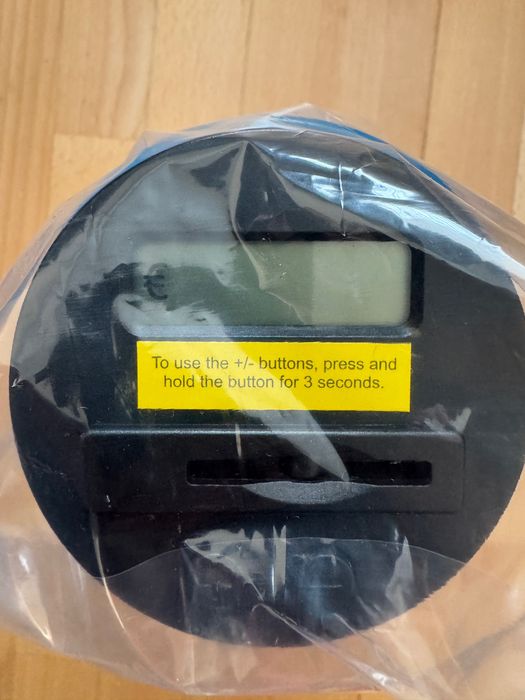 €
To use the +/- buttons, press and
hold the button for 3 seconds.